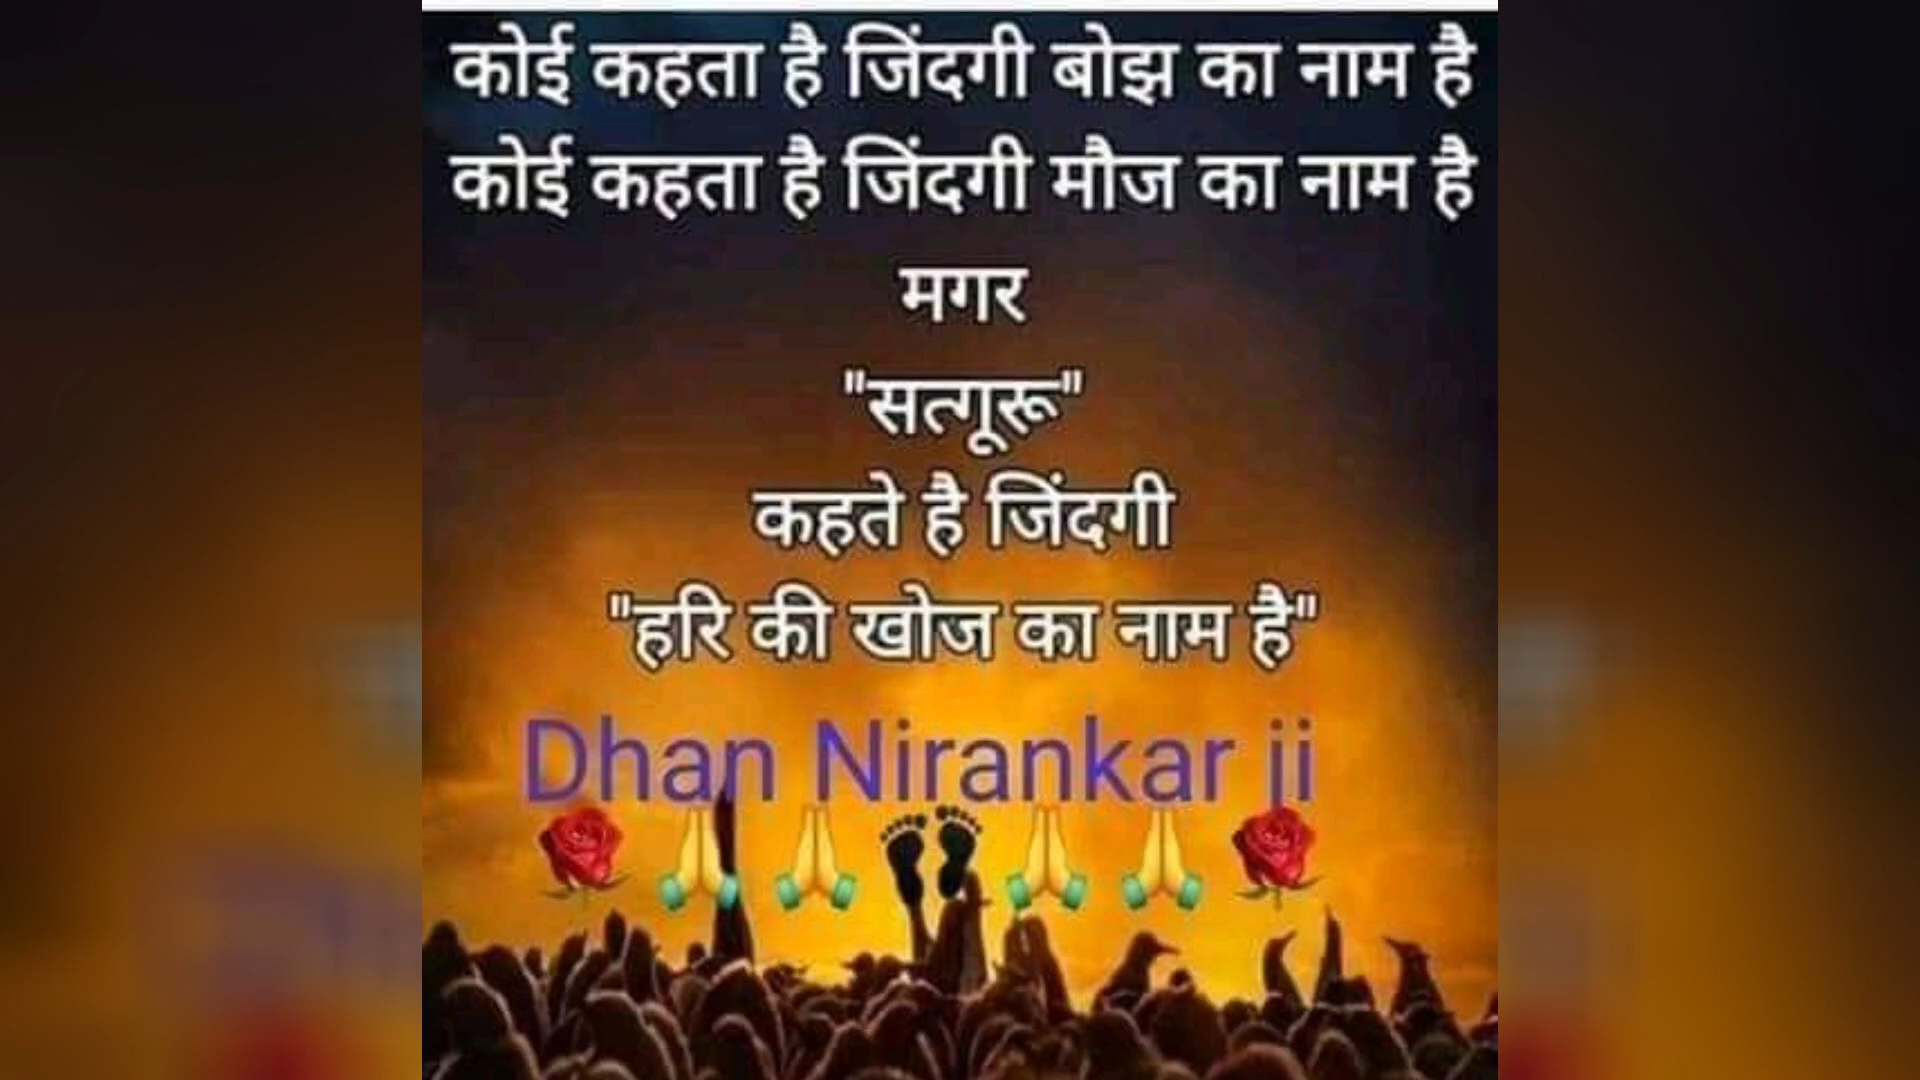 कोई कहता है जिंदगी बोझ का नाम है
कोई कहता है जिंदगी मौज का नाम है
मगर
"सत्गूरू"
कहते है जिंदगी
"हरि की खोज का नाम है"
Dhan Nirankar ji